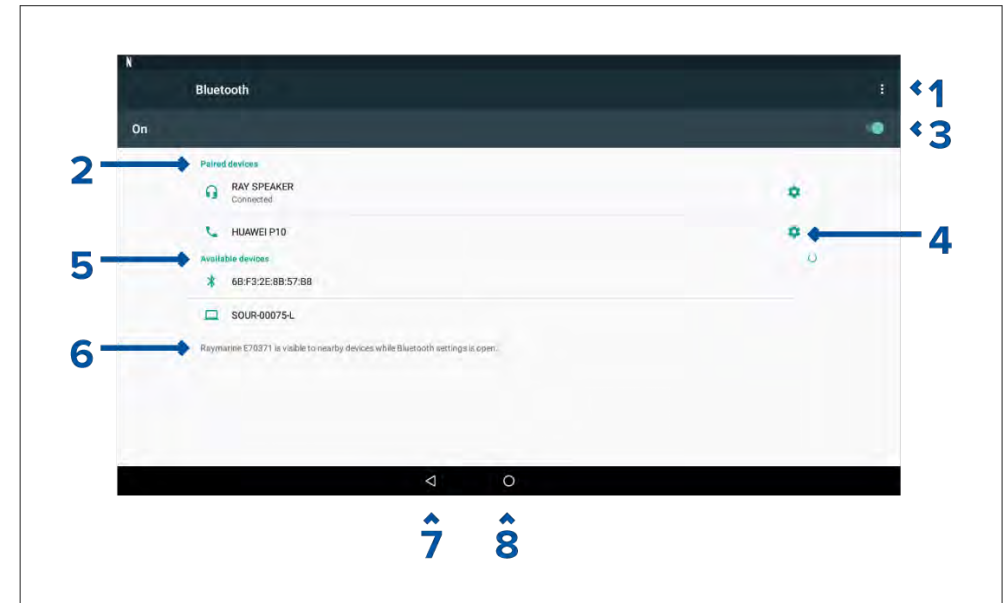 N
Bluetooth
1
On
3
2
Paired devices
RAY SPEAKER
Connected
HUAWEI P10
4
5
Available devices
6B:F3:2E:8B:57:B8
SOUR-00075-L
6
Raymarine E70371 is visible to nearby devices while Bluetooth settings is open.
7
8